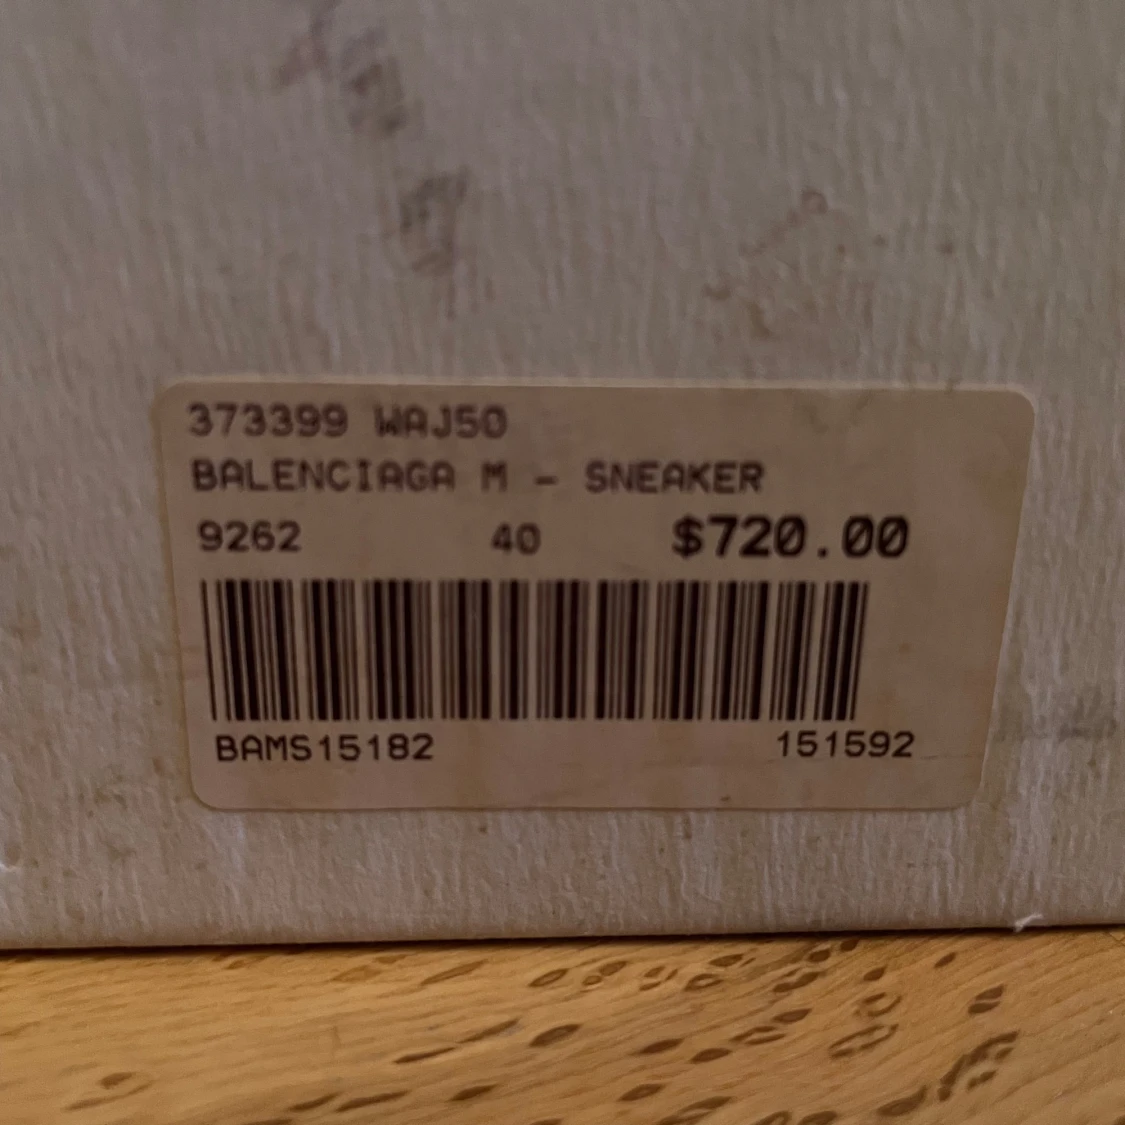 373399 WAJ50
BALENCIAGA M - SNEAKER
9262 40 $720.00
BAMS15182 151592